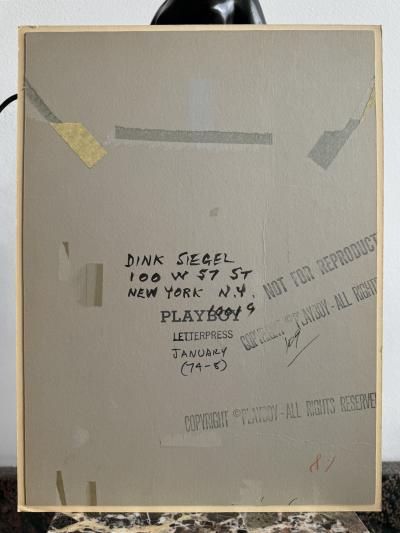 DINK SIEGEL
100 W 57 ST
NEW YORK N.Y.
10019
PLAYBOY
LETTERPRESS
JANUARY
(74-8)
NOT FOR REPRODUCT
COPYRIGHT © PLAYBOY-ALL RIGHTS
COPYRIGHT © PLAYBOY-ALL RIGHTS RESERVE